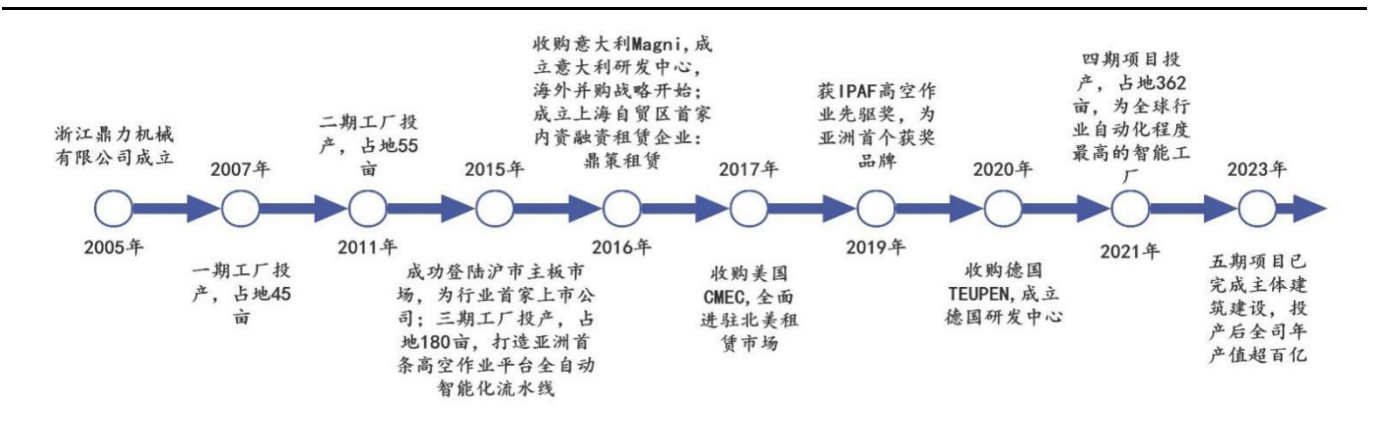 浙江鼎力机械
有限公司成立
2005年
2007年
一期工厂投
产，占地45
亩
二期工厂投
产，占地55
亩
2011年
2015年
成功登陆沪市主板市
场，为行业首家上市公
司；三期工厂投产，占
地180亩，打造亚洲首
条高空作业平台全自动
智能化流水线
收购意大利Magni,成
立意大利研发中心，
海外并购战略开始；
成立上海自贸区首家
内资融资租赁企业：
鼎策租赁
2016年
2017年
收购美国
CMEC,全面
进驻北美租
赁市场
获IPAF高空作
业先驱奖，为
亚洲首个获奖
品牌
2019年
2020年
收购德国
TEUPEN,成立
德国研发中心
四期项目投
产，占地362
亩，为全球行
业自动化程度
最高的智能工
厂
2021年
2023年
五期项目已
完成主体建
筑建设，投
产后全司年
产值超百亿